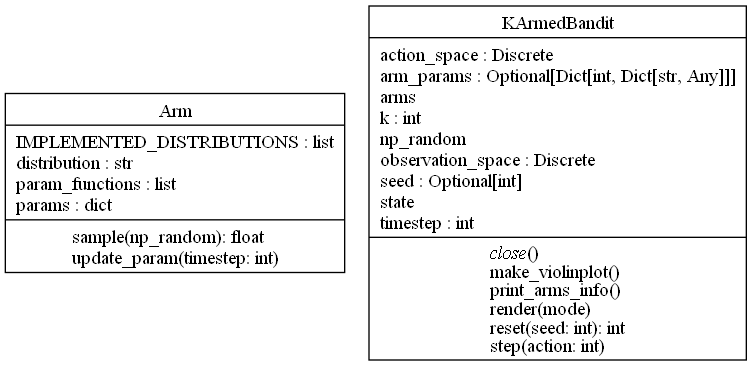 Arm
IMPLEMENTED_DISTRIBUTIONS : list
distribution : str
param_functions : list
params : dict
sample(np_random): float
update_param(timestep: int)
KArmedBandit
action_space : Discrete
arm_params : Optional[Dict[int, Dict[str, Any]]]
arms
k : int
np_random
observation_space : Discrete
seed : Optional[int]
state
timestep : int
close()
make_violinplot()
print_arms_info()
render(mode)
reset(seed: int): int
step(action: int)